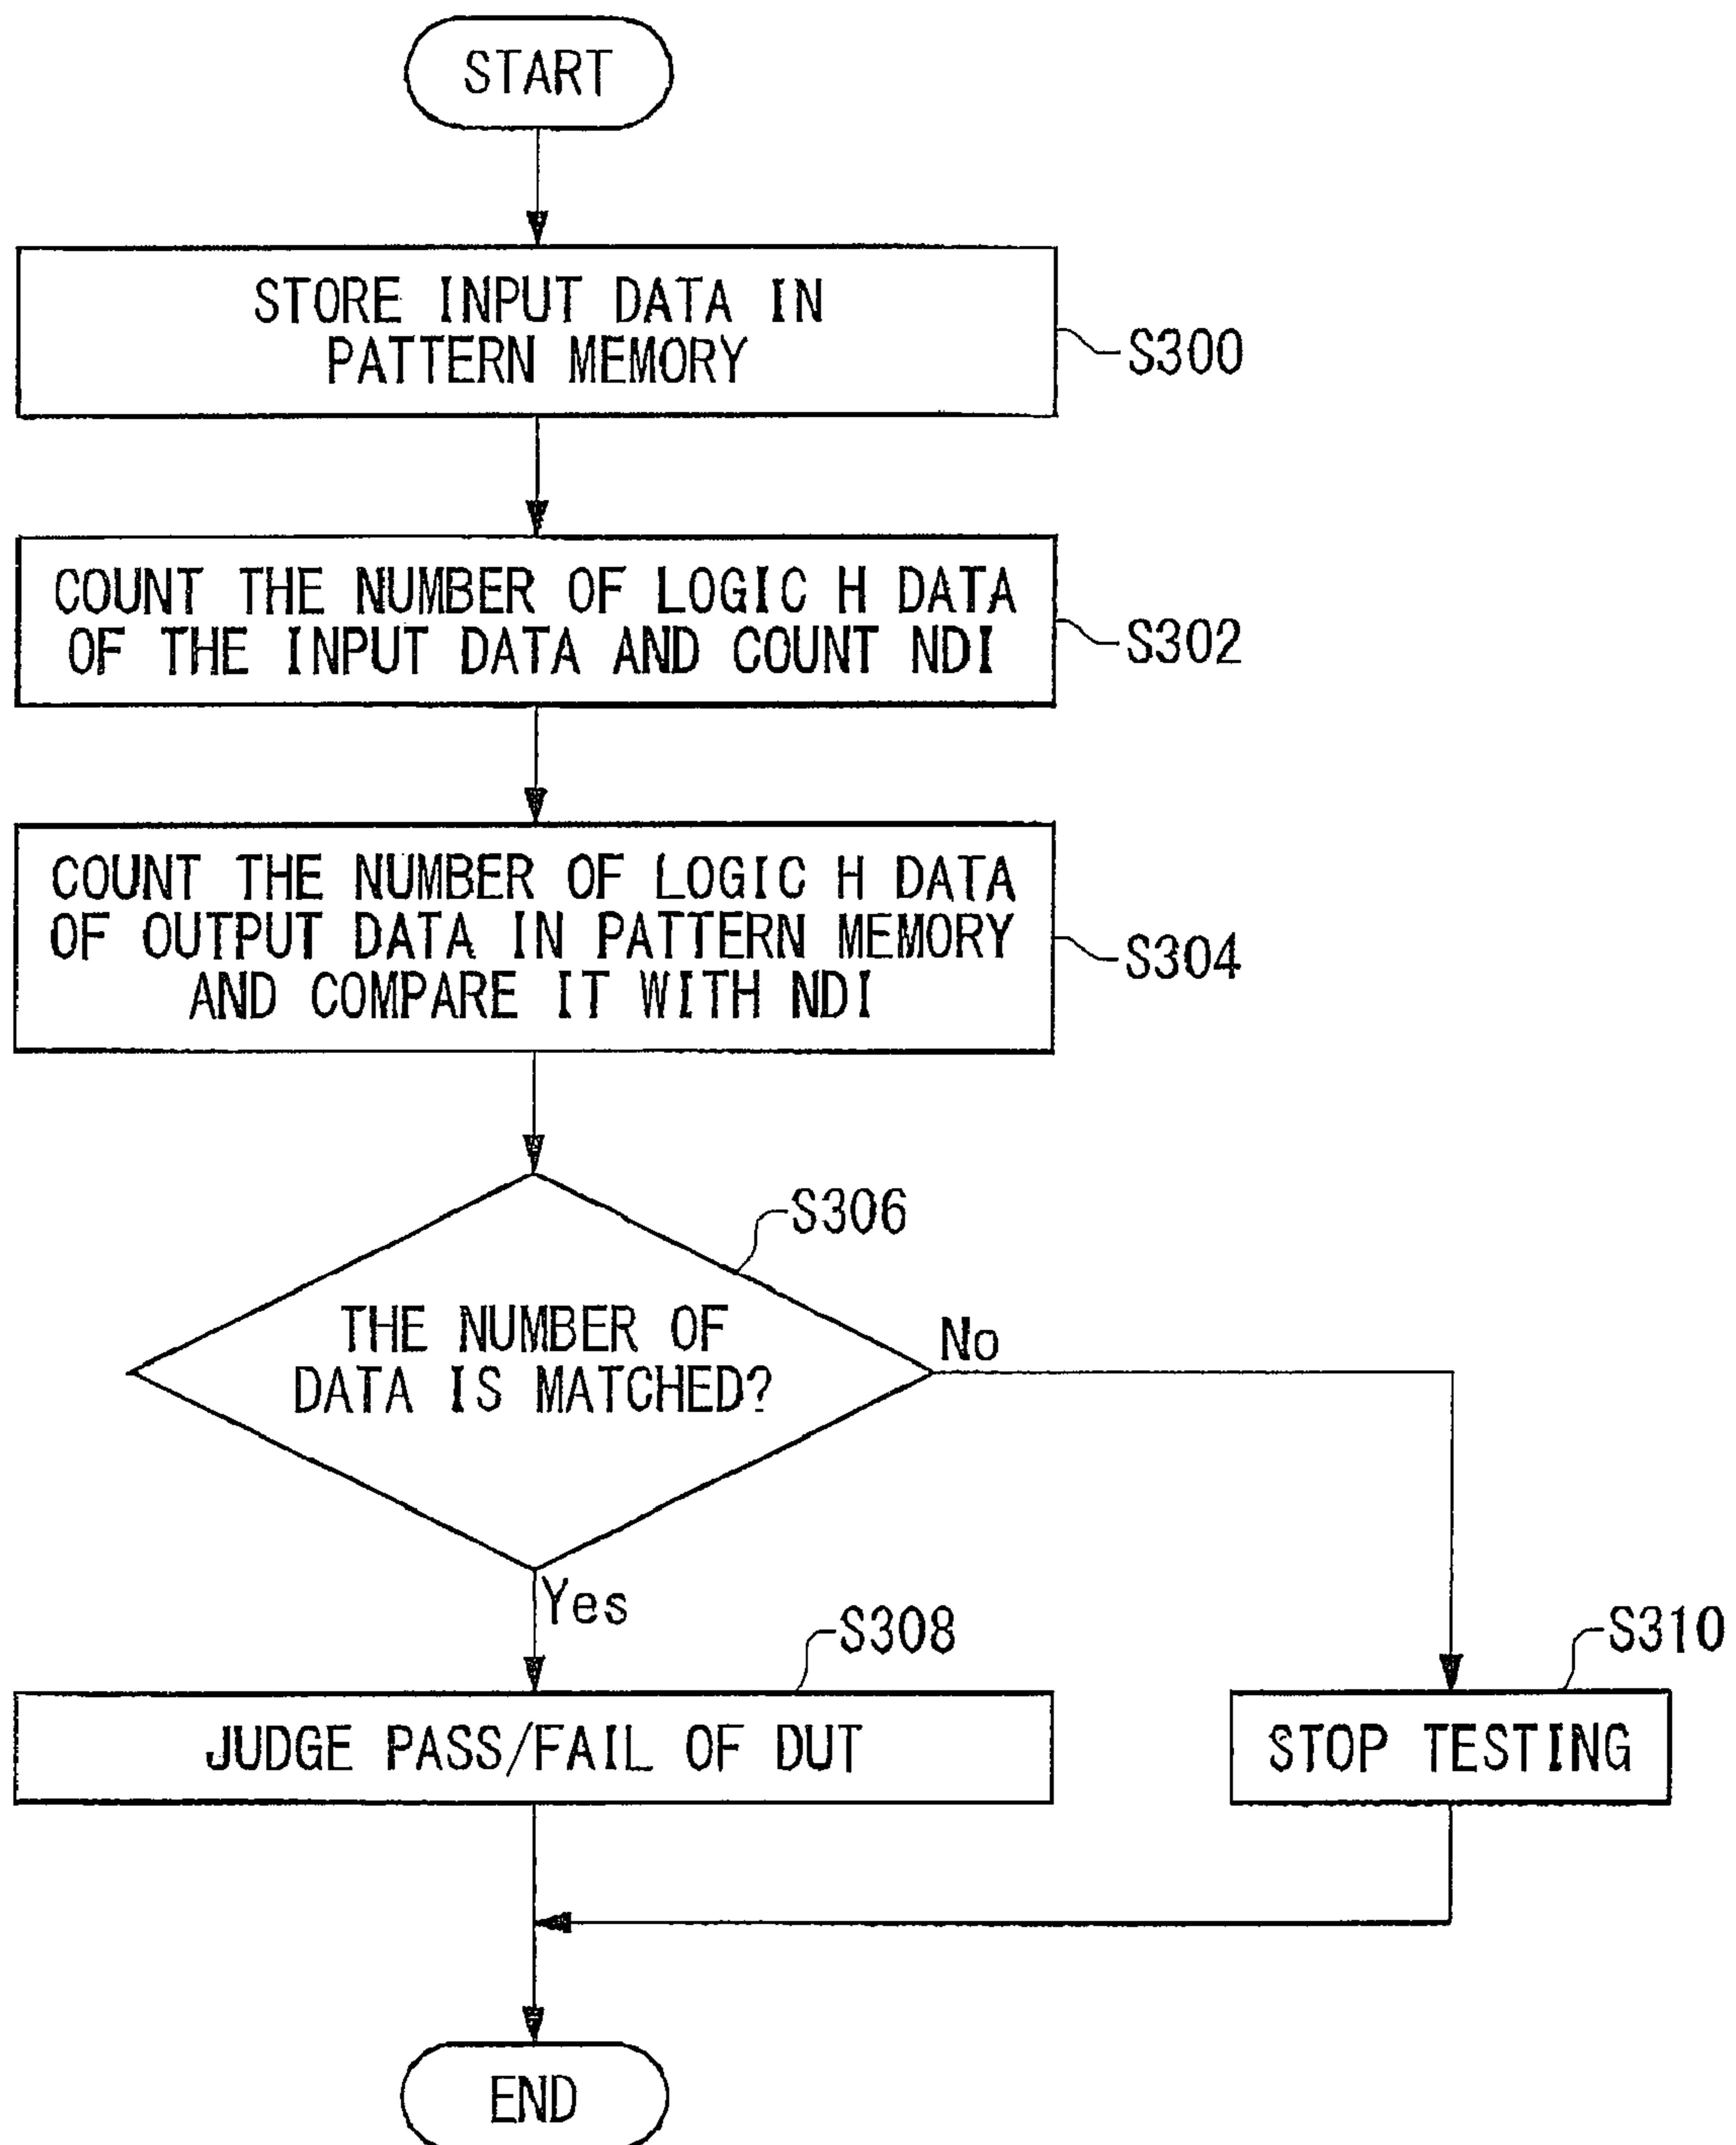 START
STORE INPUT DATA IN
PATTERN MEMORY
S300
COUNT THE NUMBER OF LOGIC H DATA
OF THE INPUT DATA AND COUNT NDI
S302
COUNT THE NUMBER OF LOGIC H DATA
OF OUTPUT DATA IN PATTERN MEMORY
AND COMPARE IT WITH NDI
S304
S306
THE NUMBER OF
DATA IS MATCHED?
No
Yes
S308
JUDGE PASS/FAIL OF DUT
S310
STOP TESTING
END